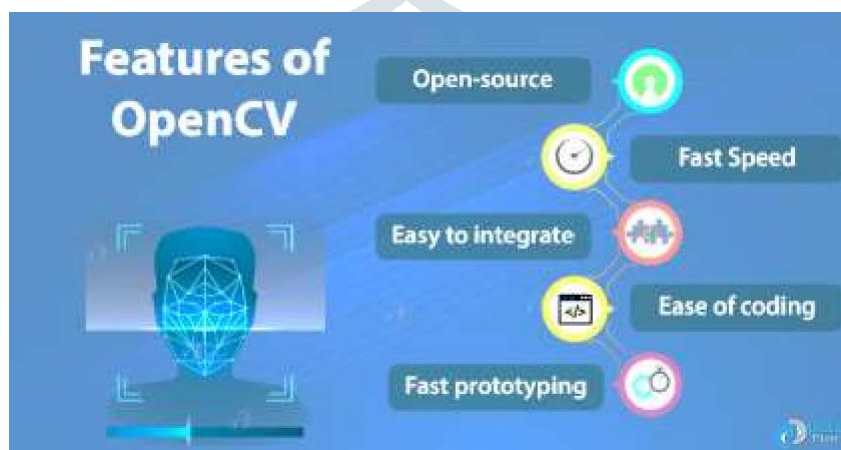 Features of
OpenCV
Open-source
Fast Speed
Easy to integrate
</>
Ease of coding
Fast prototyping